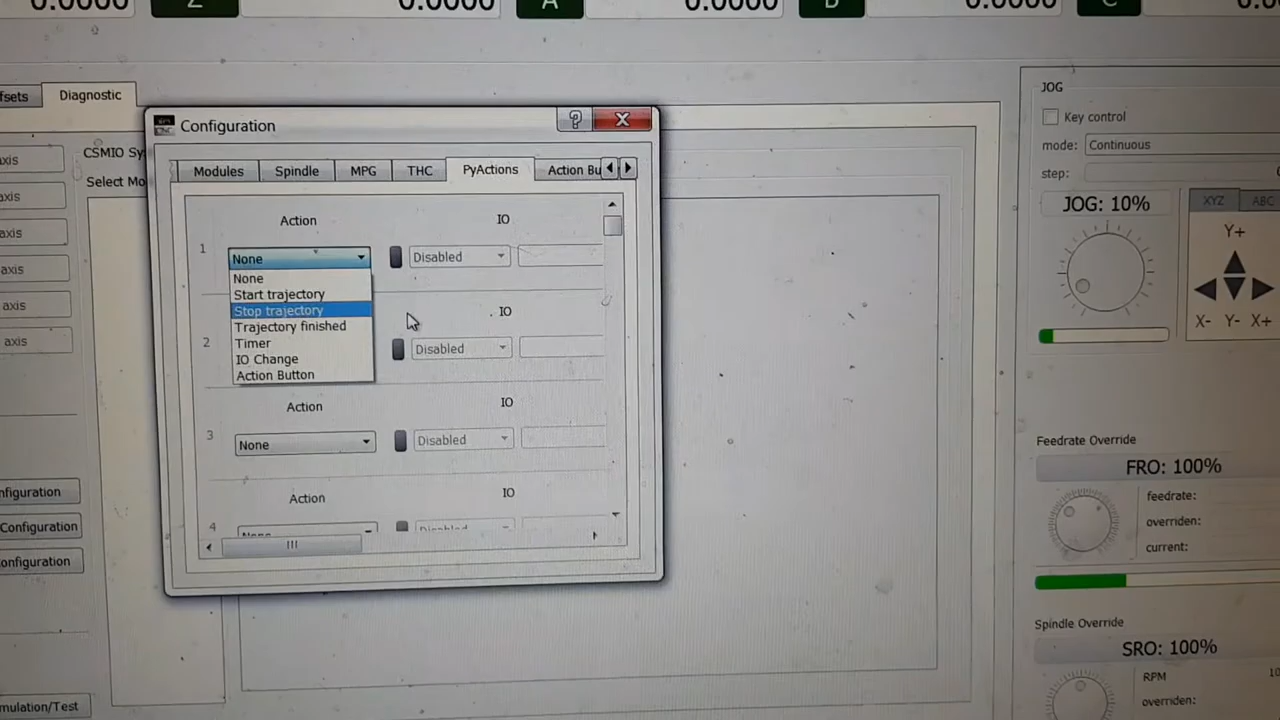 0.0000 Z 0.0000 A 0.0000 B 0.0000 C
fsets Diagnostic
Configuration
Modules Spindle MPG THC PyActions Action Bu
CSMIO Sy
Select Mo
axis
axis
axis
axis
axis
axis
Action IO
1 None Disabled
None
Start trajectory
Stop trajectory
Trajectory finished
Timer
IO Change
Action Button
IO
2 Disabled
Action IO
3 None Disabled
Action IO
4 None Disabled
nfiguration
Configuration
onfiguration
mulation/Test
JOG
Key control
mode: Continuous
step:
JOG: 10%
XYZ ABC
Y+
X- Y- X+
Feedrate Override
FRO: 100%
feedrate:
overriden:
current:
Spindle Override
SRO: 100%
RPM 10
overriden: